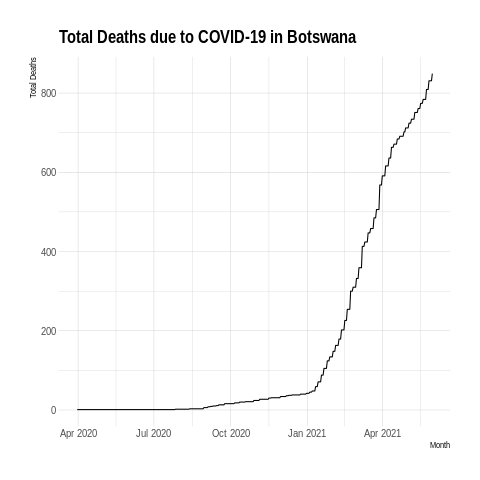 Total Deaths due to COVID-19 in Botswana
Total Deaths
800
600
400
200
0
Apr 2020 Jul 2020 Oct 2020 Jan 2021 Apr 2021
Month